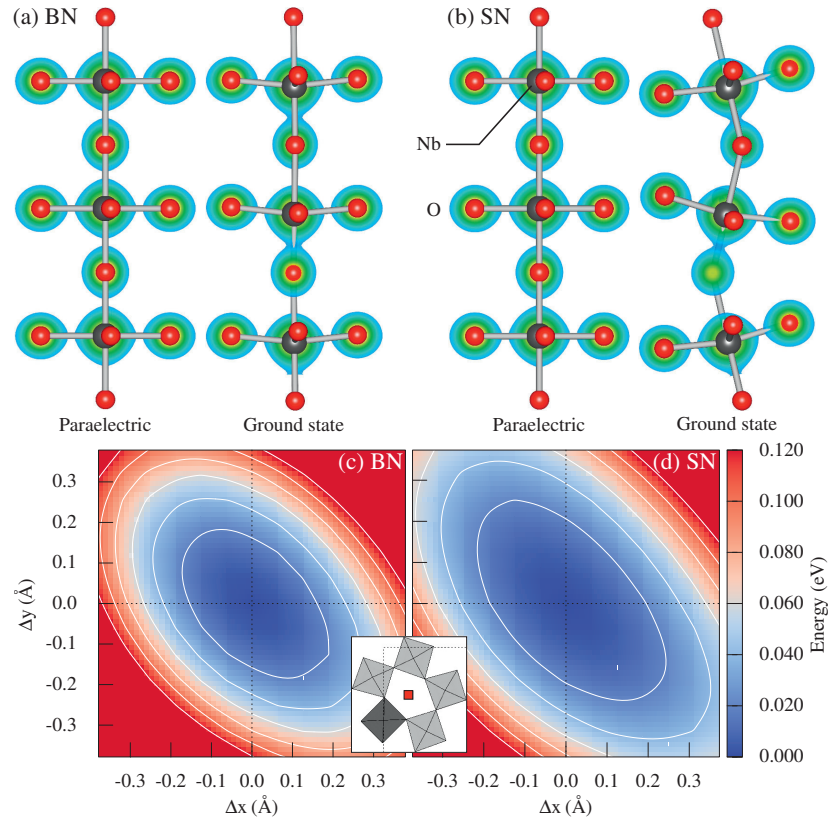 (a) BN
(b) SN
Nb
O
Paraelectric
Ground state
Paraelectric
Ground state
(c) BN
(d) SN
0.3
0.2
0.1
0.0
-0.1
-0.2
-0.3
Δy (Å)
-0.3 -0.2 -0.1 0.0 0.1 0.2 0.3
Δx (Å)
-0.3 -0.2 -0.1 0.0 0.1 0.2 0.3
Δx (Å)
0.120
0.100
0.080
0.060
0.040
0.020
0.000
Energy (eV)